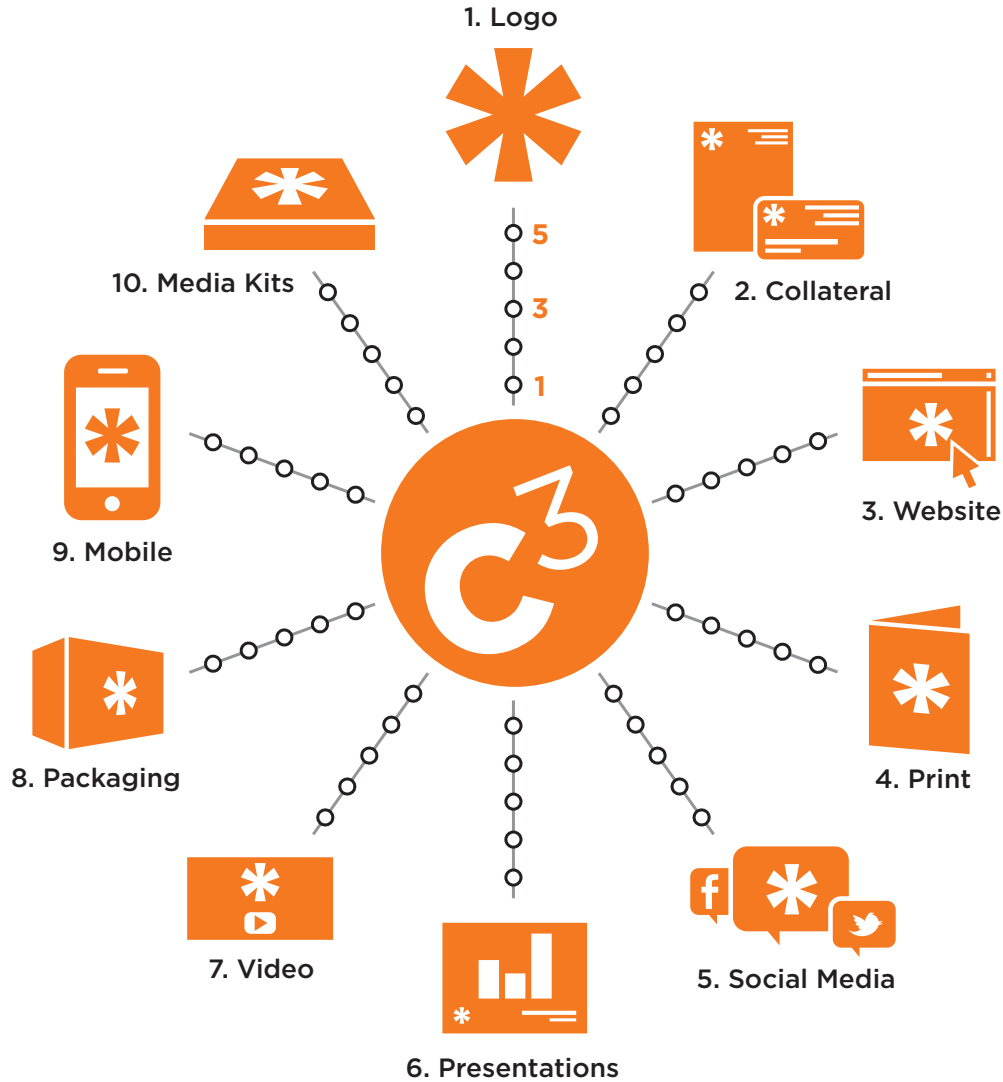 1. Logo
5
3
1
2. Collateral
3. Website
4. Print
5. Social Media
6. Presentations
7. Video
8. Packaging
9. Mobile
10. Media Kits
C³
f